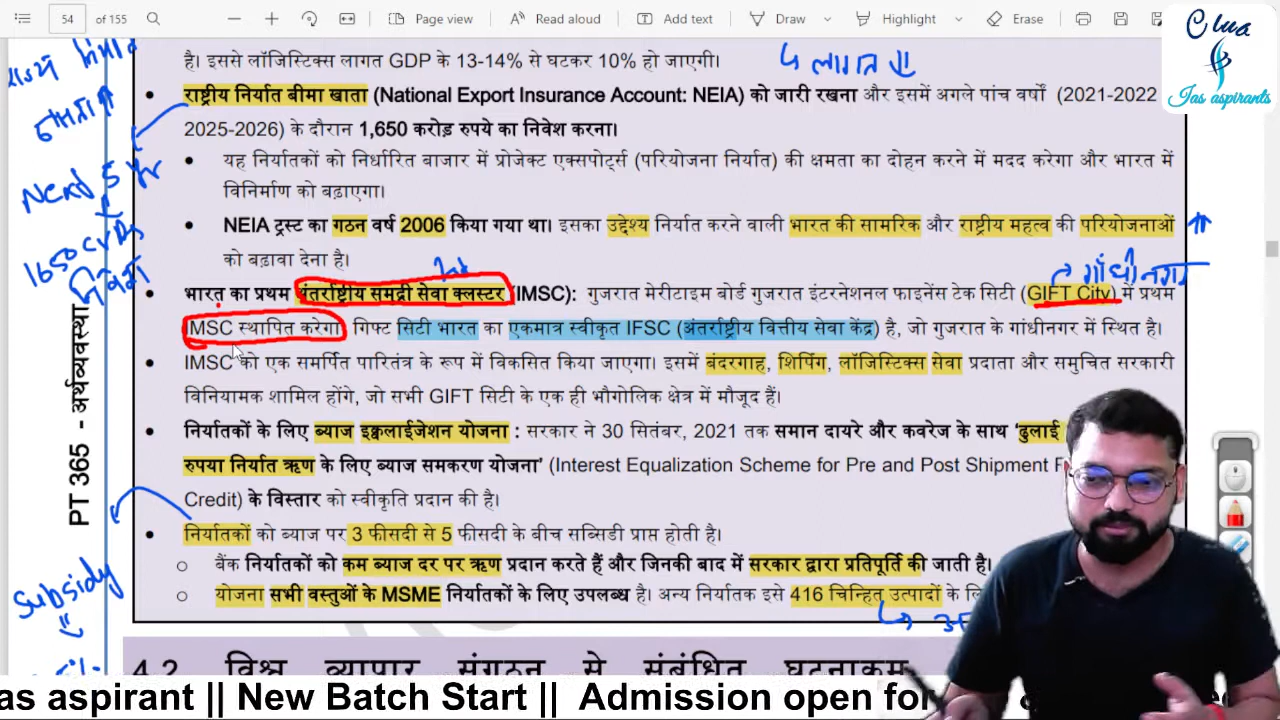 54 of 155 Page view Read aloud Add text Draw Highlight Erase
Clua
Jas aspirants
है। इससे लॉजिस्टिक्स लागत GDP के 13-14% से घटकर 10% हो जाएगी।
लागत
राष्ट्रीय निर्यात बीमा खाता (National Export Insurance Account: NEIA) को जारी रखना और इसमें अगले पांच वर्षों (2021-2022
2025-2026) के दौरान 1,650 करोड़ रुपये का निवेश करना।
यह निर्यातकों को निर्धारित बाजार में प्रोजेक्ट एक्सपोर्ट्स (परियोजना निर्यात) की क्षमता का दोहन करने में मदद करेगा और भारत में
विनिर्माण को बढ़ाएगा।
Next 5 yr
NEIA ट्रस्ट का गठन वर्ष 2006 किया गया था। इसका उद्देश्य निर्यात करने वाली भारत की सामरिक और राष्ट्रीय महत्व की परियोजनाओं
को बढ़ावा देना है।
1650 cr
गांधीनगर
भारत का प्रथम अंतर्राष्ट्रीय समुद्री सेवा क्लस्टर (IMSC): गुजरात मेरीटाइम बोर्ड गुजरात इंटरनेशनल फाइनेंस टेक सिटी (GIFT City) में प्रथम
IMSC स्थापित करेगा। गिफ्ट सिटी भारत का एकमात्र स्वीकृत IFSC (अंतर्राष्ट्रीय वित्तीय सेवा केंद्र) है, जो गुजरात के गांधीनगर में स्थित है।
IMSC को एक समर्पित पारितंत्र के रूप में विकसित किया जाएगा। इसमें बंदरगाह, शिपिंग, लॉजिस्टिक्स सेवा प्रदाता और समुचित सरकारी
विनियामक शामिल होंगे, जो सभी GIFT सिटी के एक ही भौगोलिक क्षेत्र में मौजूद हैं।
निर्यातकों के लिए ब्याज इक्वलाईजेशन योजना : सरकार ने 30 सितंबर, 2021 तक समान दायरे और कवरेज के साथ ‘ढुलाई
रुपया निर्यात ऋण के लिए ब्याज समकरण योजना’ (Interest Equalization Scheme for Pre and Post Shipment
Credit) के विस्तार को स्वीकृति प्रदान की है।
निर्यातकों को ब्याज पर 3 फीसदी से 5 फीसदी के बीच सब्सिडी प्राप्त होती है।
बैंक निर्यातकों को कम ब्याज दर पर ऋण प्रदान करते हैं और जिनकी बाद में सरकार द्वारा प्रतिपूर्ति की जाती है।
Subsidy
योजना सभी वस्तुओं के MSME निर्यातकों के लिए उपलब्ध है। अन्य निर्यातक इसे 416 चिन्हित उत्पादों के
PT 365 - अर्थव्यवस्था
4.2 विश्व व्यापार संगठन से संबंधित घटनाक्रम
as aspirant || New Batch Start || Admission open for